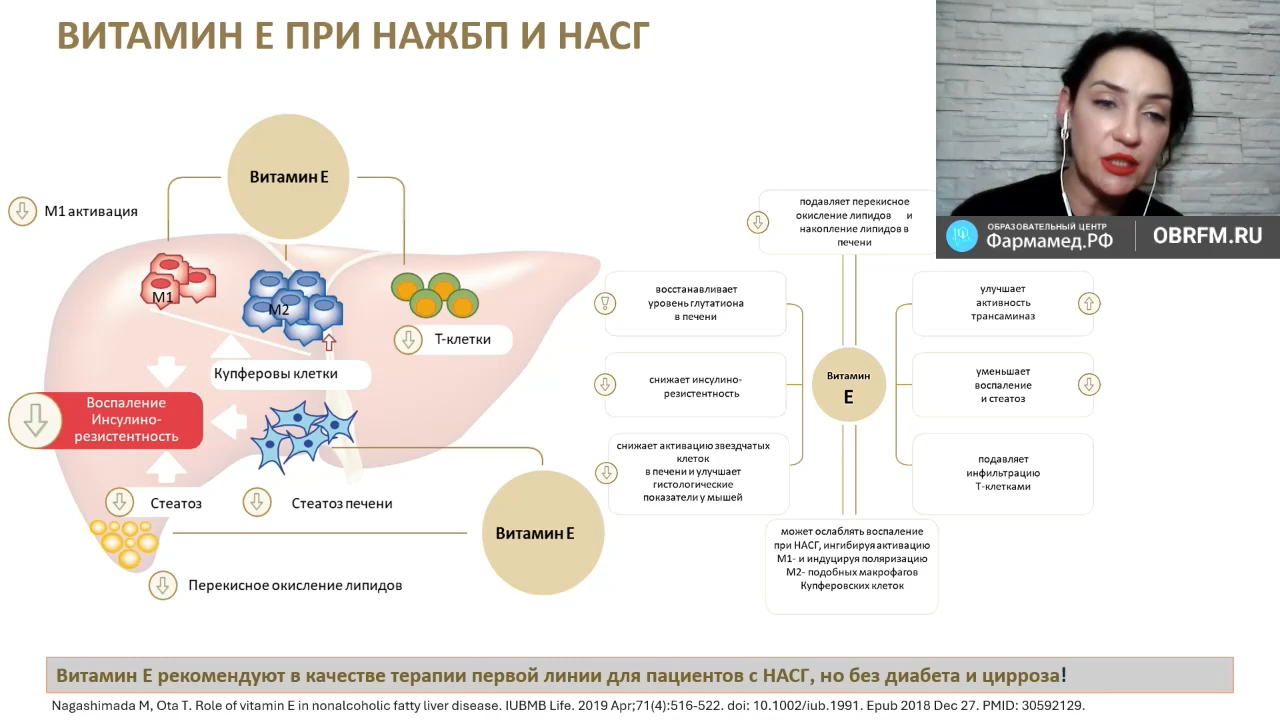 ВИТАМИН Е ПРИ НАЖБП И НАСГ
Витамин Е
М1 активация
М1
М2
Т-клетки
Купферовы клетки
Воспаление
Инсулино-
резистентность
Стеатоз
Стеатоз печени
Витамин Е
Перекисное окисление липидов
подавляет перекисное
окисление липидов и
накопление липидов в
печени
восстанавливает
уровень глутатиона
в печени
снижает инсулино-
резистентность
снижает активацию звездчатых
клеток
в печени и улучшает
гистологические
показатели у мышей
Витамин
Е
улучшает
активность
трансаминаз
уменьшает
воспаление
и стеатоз
подавляет
инфильтрацию
Т-клетками
может ослаблять воспаление
при НАСГ, ингибируя активацию
М1- и индуцируя поляризацию
М2- подобных макрофагов
Купферовских клеток
ОБРАЗОВАТЕЛЬНЫЙ ЦЕНТР
Фармамед.РФ
OBRFM.RU
Витамин Е рекомендуют в качестве терапии первой линии для пациентов с НАСГ, но без диабета и цирроза!
Nagashimada M, Ota T. Role of vitamin E in nonalcoholic fatty liver disease. IUBMB Life. 2019 Apr;71(4):516-522. doi: 10.1002/iub.1991. Epub 2018 Dec 27. PMID: 30592129.